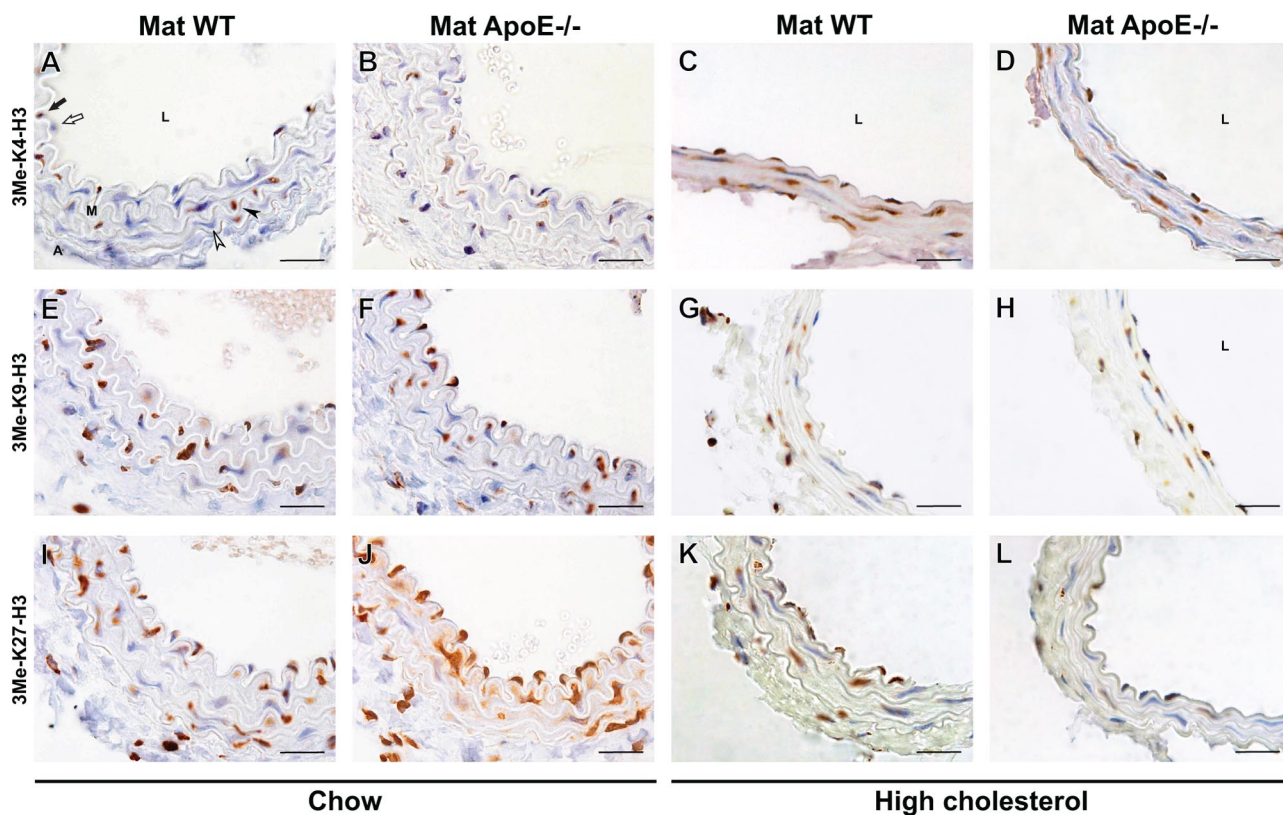 Mat WT Mat ApoE-/- Mat WT Mat ApoE-/-
3Me-K4-H3
A B C D
L L L
M
A
3Me-K9-H3
E F G H
L
3Me-K27-H3
I J K L
Chow High cholesterol